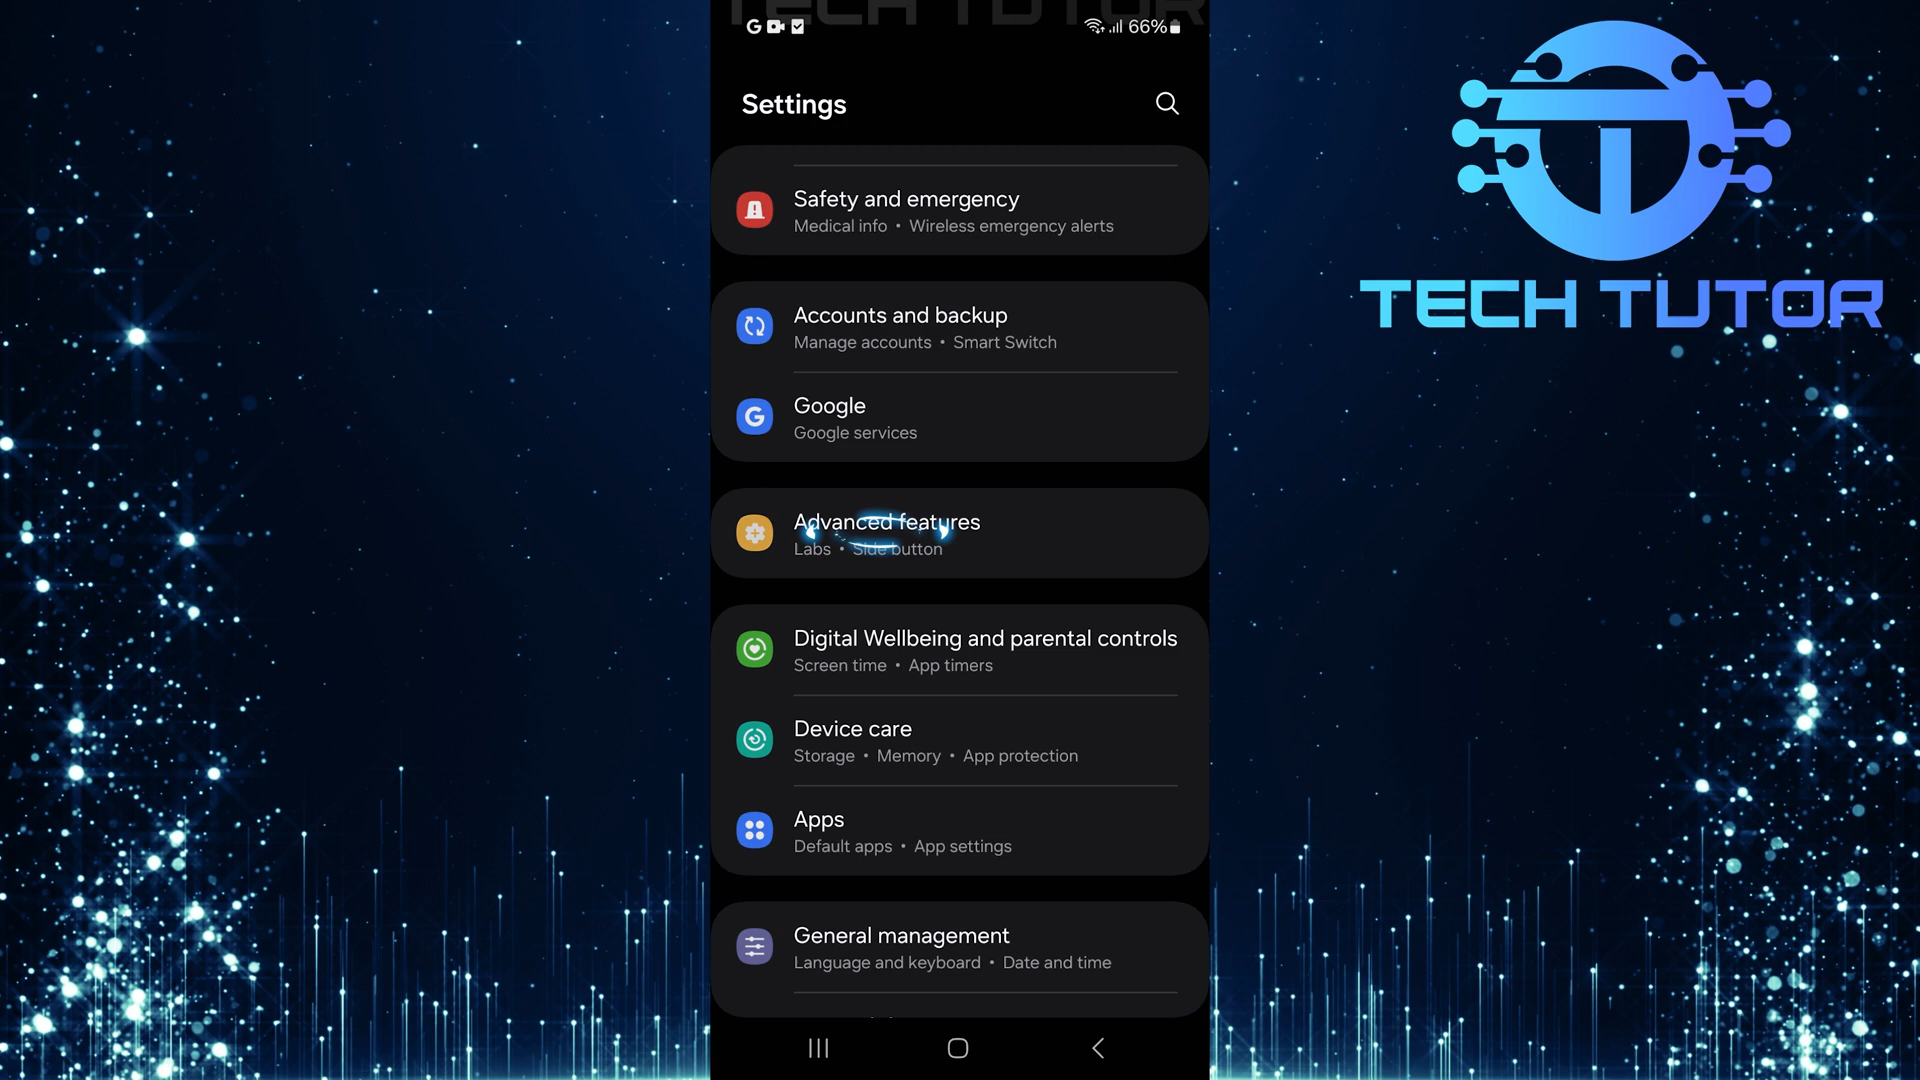 TECH TUTOR
66%
Settings
Safety and emergency
Medical info • Wireless emergency alerts
Accounts and backup
Manage accounts • Smart Switch
Google
Google services
Advanced features
Labs • Side button
Digital Wellbeing and parental controls
Screen time • App timers
Device care
Storage • Memory • App protection
Apps
Default apps • App settings
General management
Language and keyboard • Date and time
TECH TUTOR